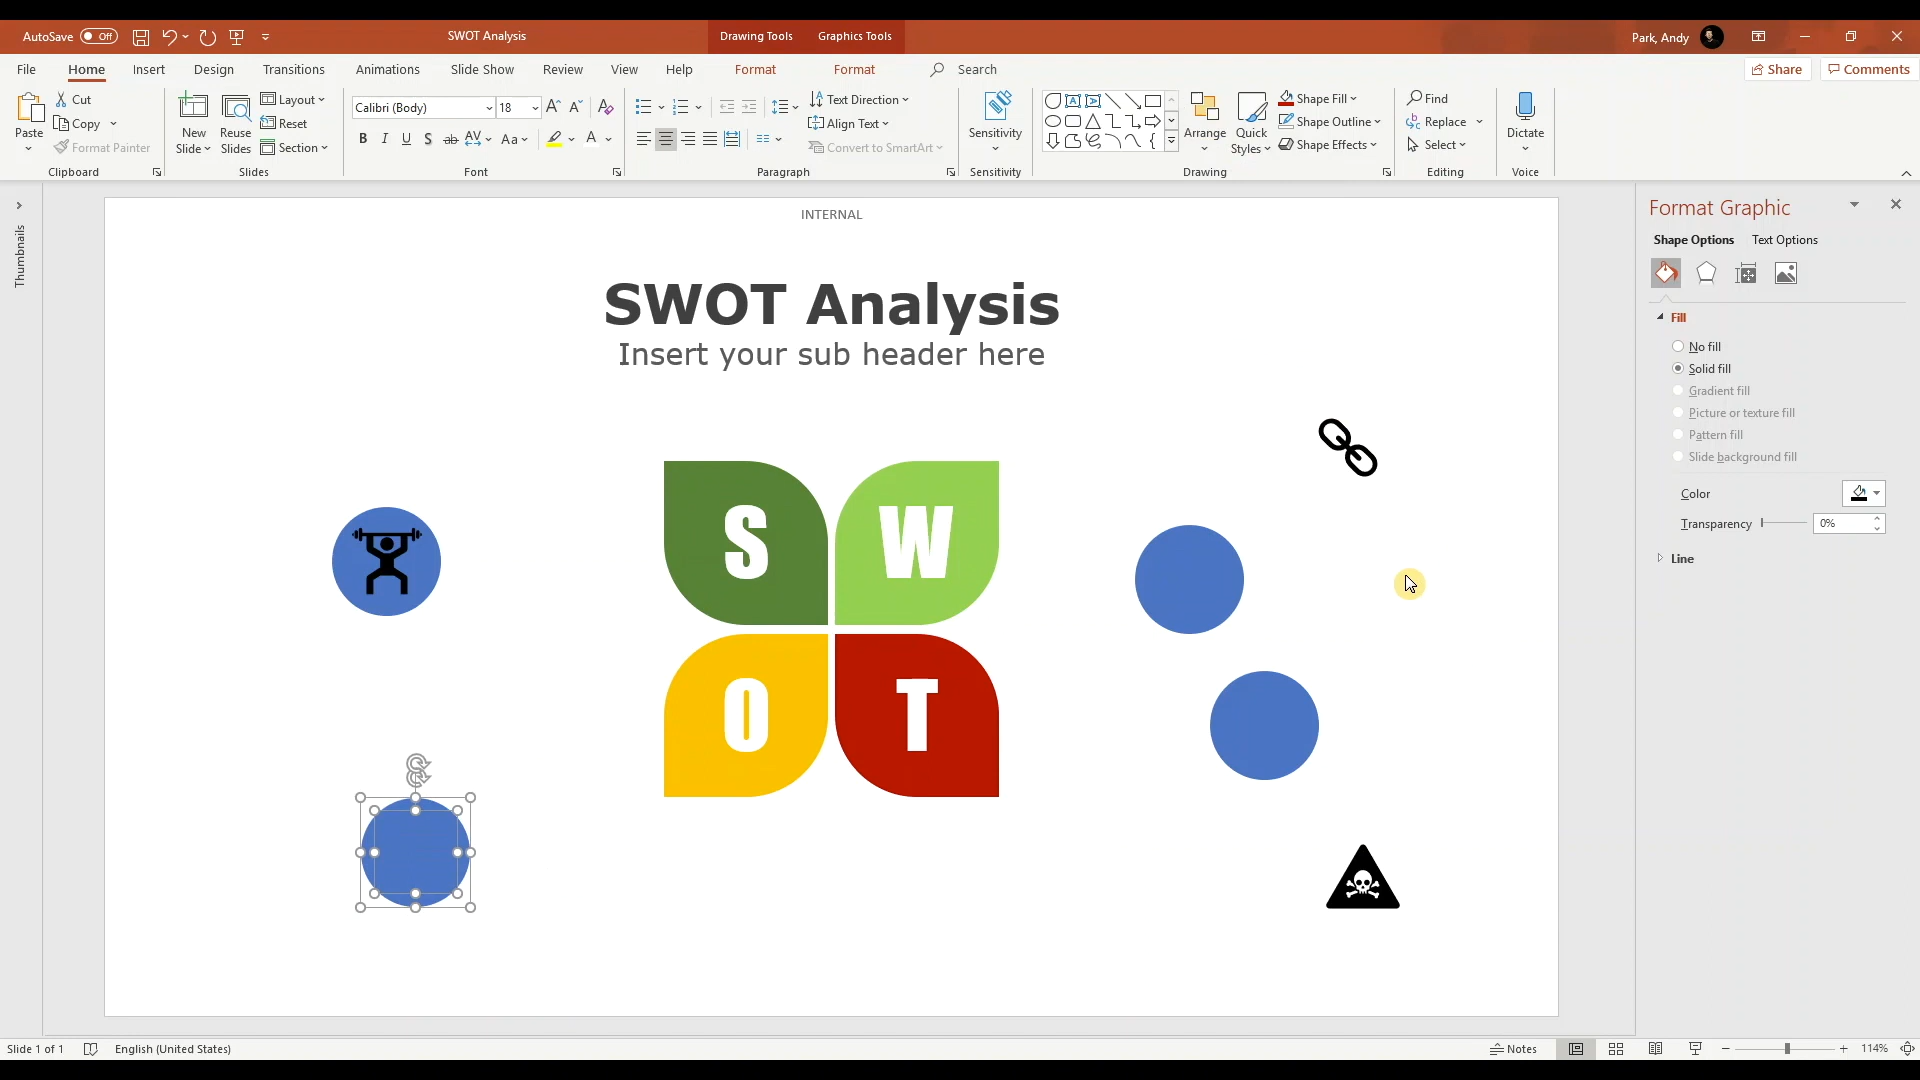 AutoSave Off
SWOT Analysis
Drawing Tools
Graphics Tools
Park, Andy
File
Home
Insert
Design
Transitions
Animations
Slide Show
Review
View
Help
Format
Format
Search
Share
Comments
Paste
Cut
Copy
Format Painter
Clipboard
New Slide
Reuse Slides
Layout
Reset
Section
Slides
Calibri (Body)
18
B I U S ab AV Aa A
Font
Text Direction
Align Text
Convert to SmartArt
Paragraph
Sensitivity
Sensitivity
Arrange
Quick Styles
Shape Fill
Shape Outline
Shape Effects
Drawing
Find
Replace
Select
Editing
Dictate
Voice
Thumbnails
INTERNAL
SWOT Analysis
Insert your sub header here
S
W
O
T
Format Graphic
Shape Options
Text Options
Fill
No fill
Solid fill
Gradient fill
Picture or texture fill
Pattern fill
Slide background fill
Color
Transparency
0%
Line
Slide 1 of 1
English (United States)
Notes
114%